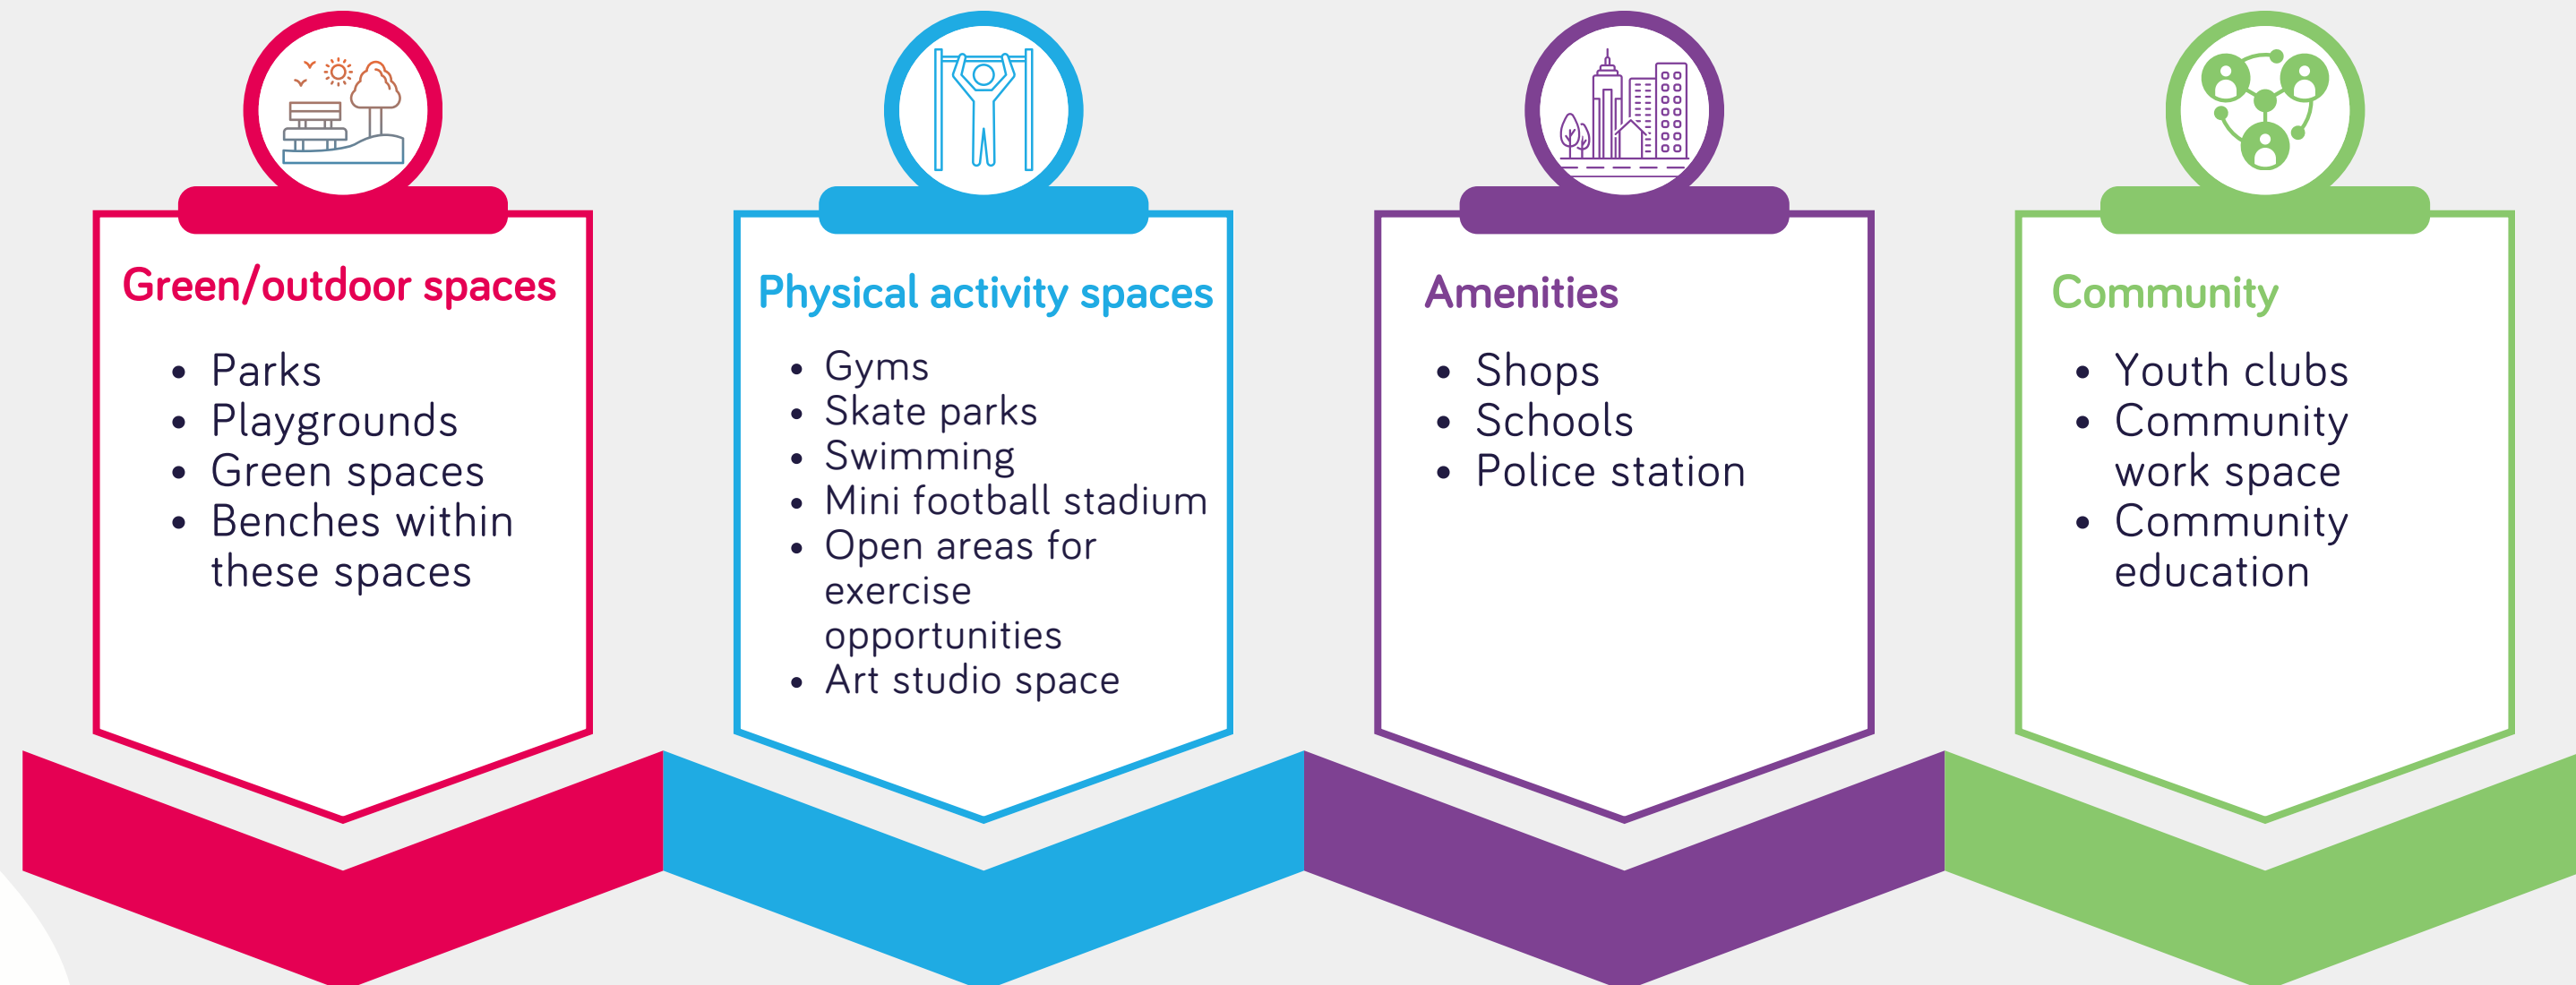 Green/outdoor spaces
• Parks
• Playgrounds
• Green spaces
• Benches within
these spaces
Physical activity spaces
• Gyms
• Skate parks
• Swimming
• Mini football stadium
• Open areas for
exercise
opportunities
• Art studio space
Amenities
• Shops
• Schools
• Police station
Community
• Youth clubs
• Community
work space
• Community
education